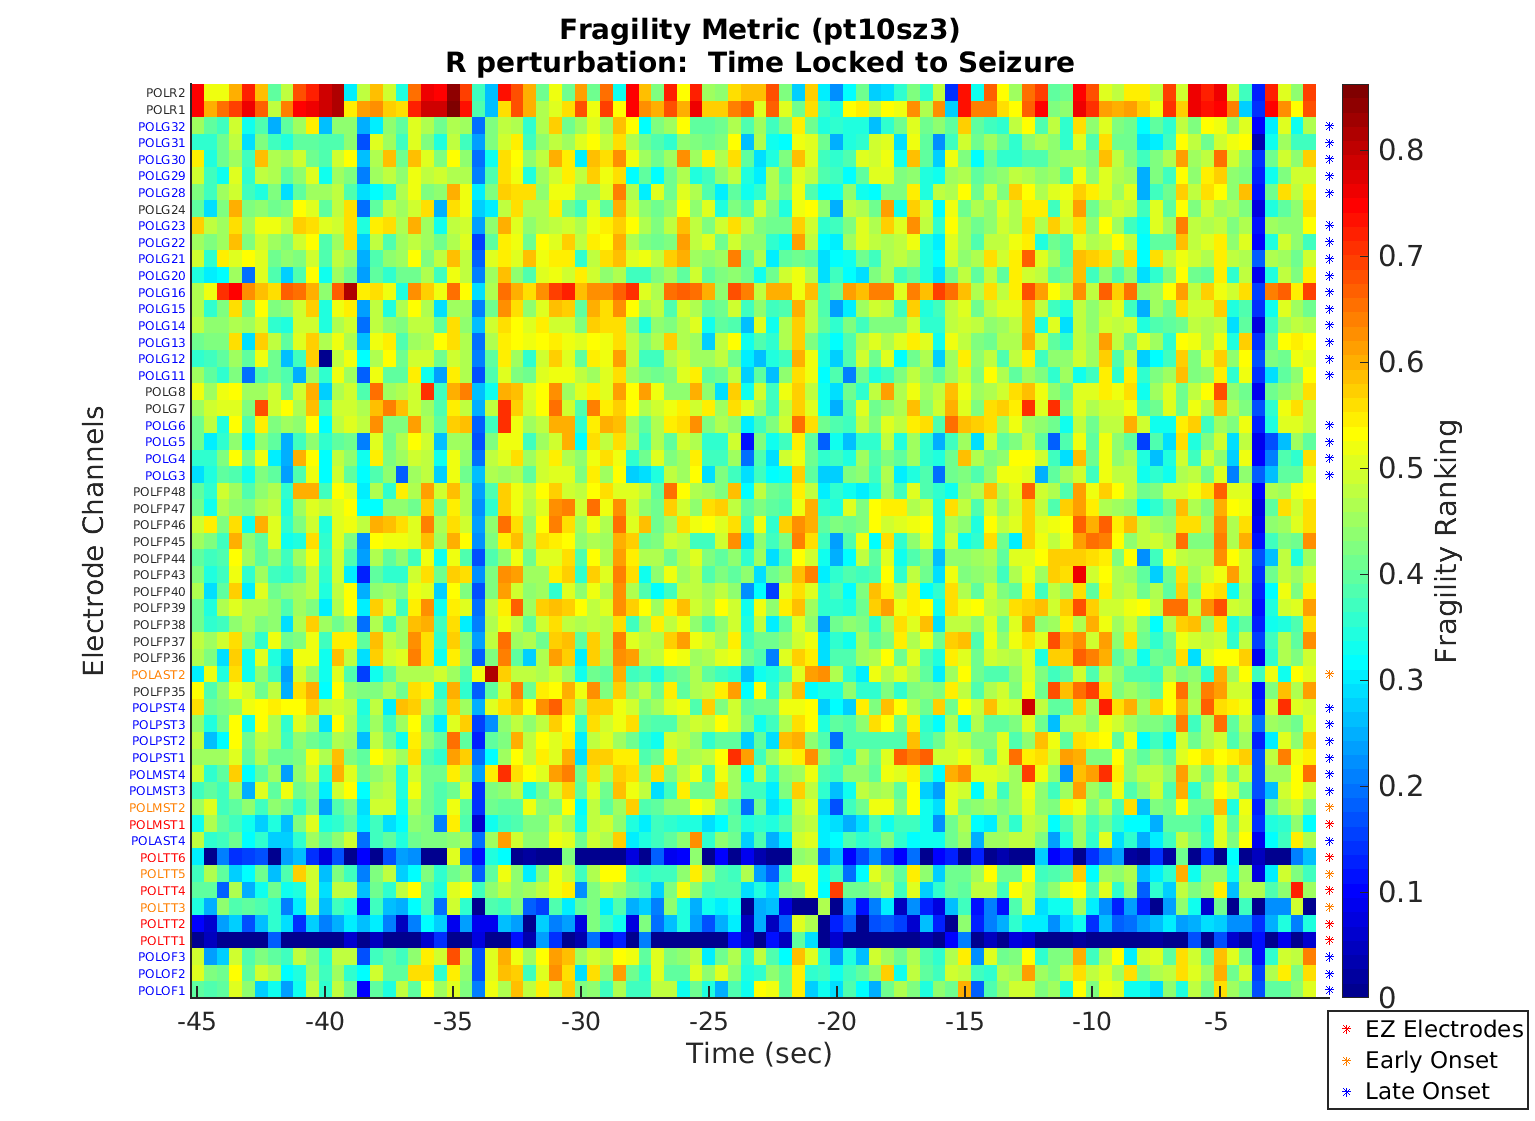 Fragility Metric (pt10sz3)
R perturbation:  Time Locked to Seizure
Electrode Channels
POLR2
POLR1
POLG32
POLG31
POLG30
POLG29
POLG28
POLG24
POLG23
POLG22
POLG21
POLG20
POLG16
POLG15
POLG14
POLG13
POLG12
POLG11
POLG8
POLG7
POLG6
POLG5
POLG4
POLG3
POLFP48
POLFP47
POLFP46
POLFP45
POLFP44
POLFP43
POLFP40
POLFP39
POLFP38
POLFP37
POLFP36
POLAST2
POLFP35
POLPST4
POLPST3
POLPST2
POLPST1
POLMST4
POLMST3
POLMST2
POLMST1
POLAST4
POLTT6
POLTT5
POLTT4
POLTT3
POLTT2
POLTT1
POLOF3
POLOF2
POLOF1
-45 -40 -35 -30 -25 -20 -15 -10 -5
Time (sec)
0.8
0.7
0.6
0.5
0.4
0.3
0.2
0.1
0
Fragility Ranking
EZ Electrodes
Early Onset
Late Onset